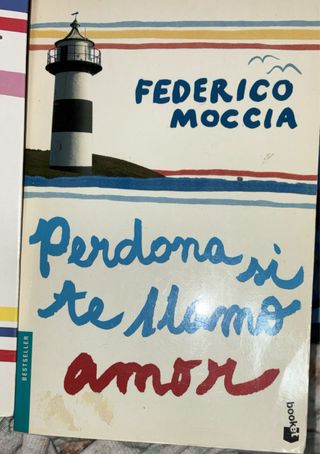 FEDERICO
MOCCIA
Perdona si
te llamo
amor
BESTSELLER
booket